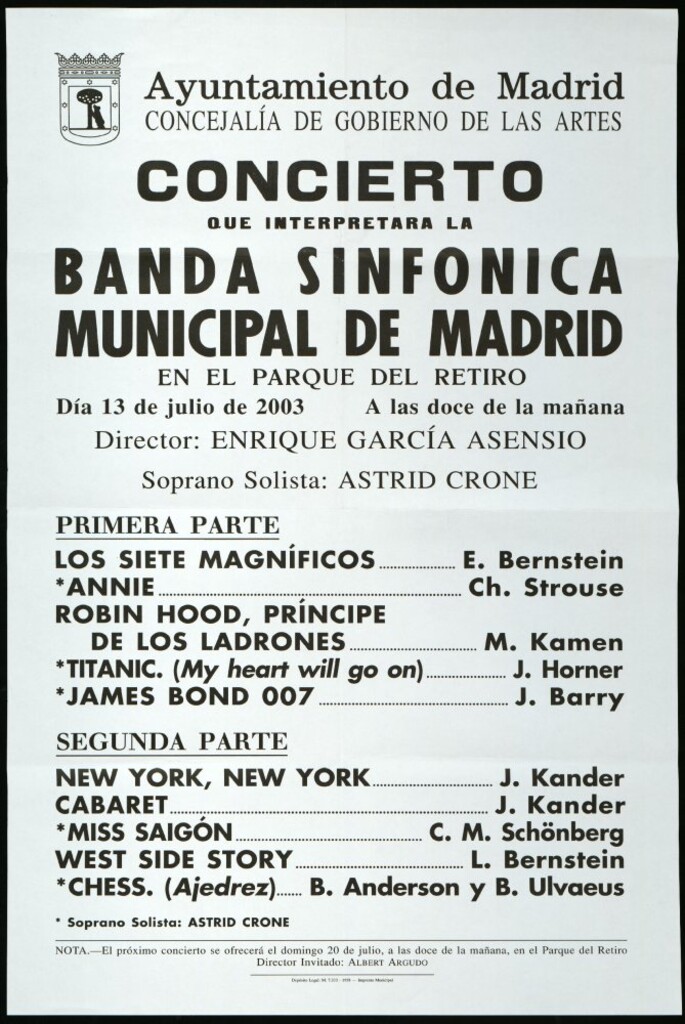 Ayuntamiento de Madrid
CONCEJALÍA DE GOBIERNO DE LAS ARTES
CONCIERTO
QUE INTERPRETARA LA
BANDA SINFONICA
MUNICIPAL DE MADRID
EN EL PARQUE DEL RETIRO
Día 13 de julio de 2003 A las doce de la mañana
Director: ENRIQUE GARCÍA ASENSIO
Soprano Solista: ASTRID CRONE
PRIMERA PARTE
LOS SIETE MAGNÍFICOS ........ E. Bernstein
*ANNIE ........ Ch. Strouse
ROBIN HOOD, PRÍNCIPE
DE LOS LADRONES ........ M. Kamen
*TITANIC. (My heart will go on) ........ J. Horner
*JAMES BOND 007 ........ J. Barry
SEGUNDA PARTE
NEW YORK, NEW YORK ........ J. Kander
CABARET ........ J. Kander
*MISS SAIGÓN ........ C. M. Schönberg
WEST SIDE STORY ........ L. Bernstein
*CHESS. (Ajedrez) ...... B. Anderson y B. Ulvaeus
* Soprano Solista: ASTRID CRONE
NOTA.—El próximo concierto se ofrecerá el domingo 20 de julio, a las doce de la mañana, en el Parque del Retiro
Director Invitado: ALBERT ARGUDO
Depósito Legal: — Imprenta Municipal